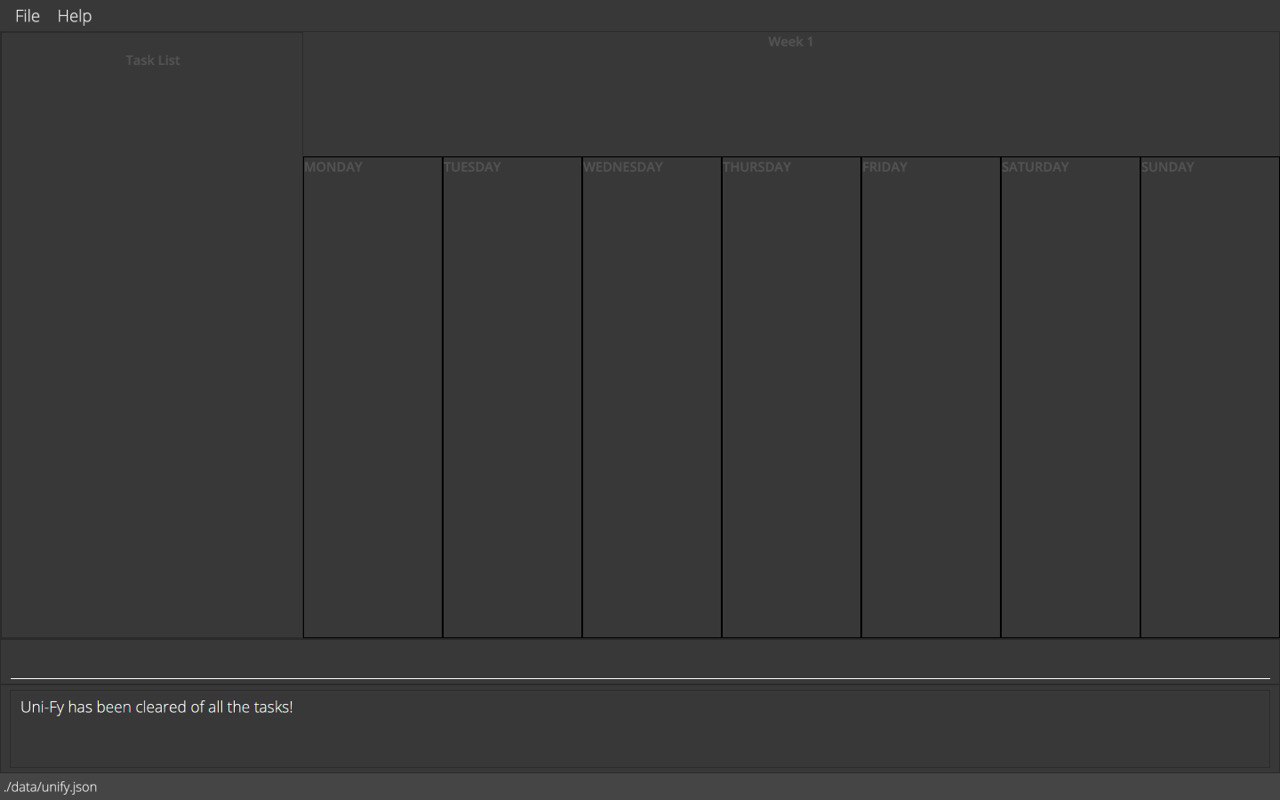 File Help
Task List
Week 1
MONDAY TUESDAY WEDNESDAY THURSDAY FRIDAY SATURDAY SUNDAY
Uni-Fy has been cleared of all the tasks!
./data/unify.json